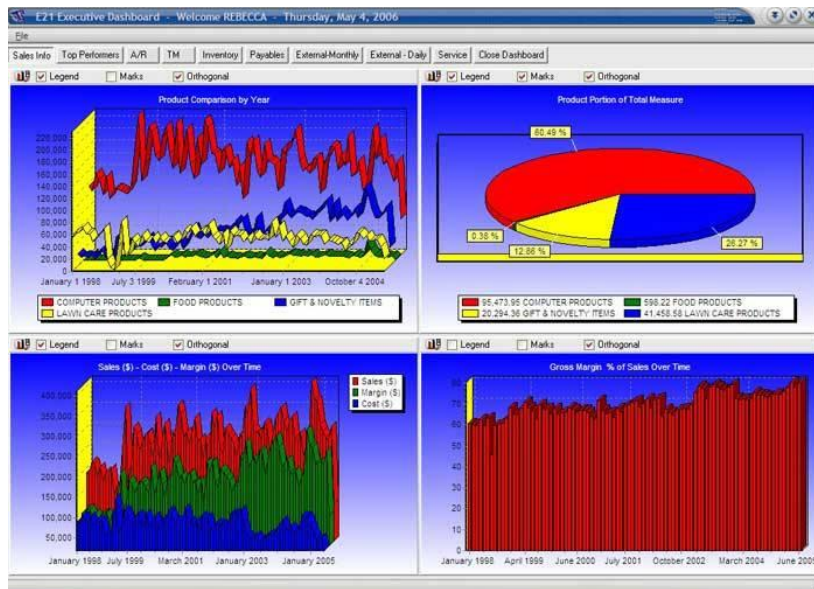 E21 Executive Dashboard - Welcome REBECCA - Thursday, May 4, 2006
File
Sales Info Top Performers A/R TM Inventory Payables External-Monthly External - Daily Service Close Dashboard
Legend Marks Orthogonal
Product Comparison by Year
220,000
200,000
180,000
160,000
140,000
120,000
100,000
80,000
60,000
40,000
20,000
0
January 1 1998 July 3 1999 February 1 2001 January 1 2003 October 4 2004
COMPUTER PRODUCTS FOOD PRODUCTS GIFT & NOVELTY ITEMS
LAWN CARE PRODUCTS
Legend Marks Orthogonal
Product Portion of Total Measure
60.49 %
0.38 %
12.86 %
26.27 %
95,473.95 COMPUTER PRODUCTS 598.22 FOOD PRODUCTS
20,294.36 GIFT & NOVELTY ITEMS 41,458.58 LAWN CARE PRODUCTS
Legend Marks Orthogonal
Sales ($) - Cost ($) - Margin ($) Over Time
Sales ($)
Margin ($)
Cost ($)
400,000
350,000
300,000
250,000
200,000
150,000
100,000
50,000
January 1998 July 1999 March 2001 January 2003 January 2005
Legend Marks Orthogonal
Gross Margin % of Sales Over Time
80
70
60
50
40
30
20
10
0
January 1998 April 1999 June 2000 July 2001 October 2002 March 2004 June 2005